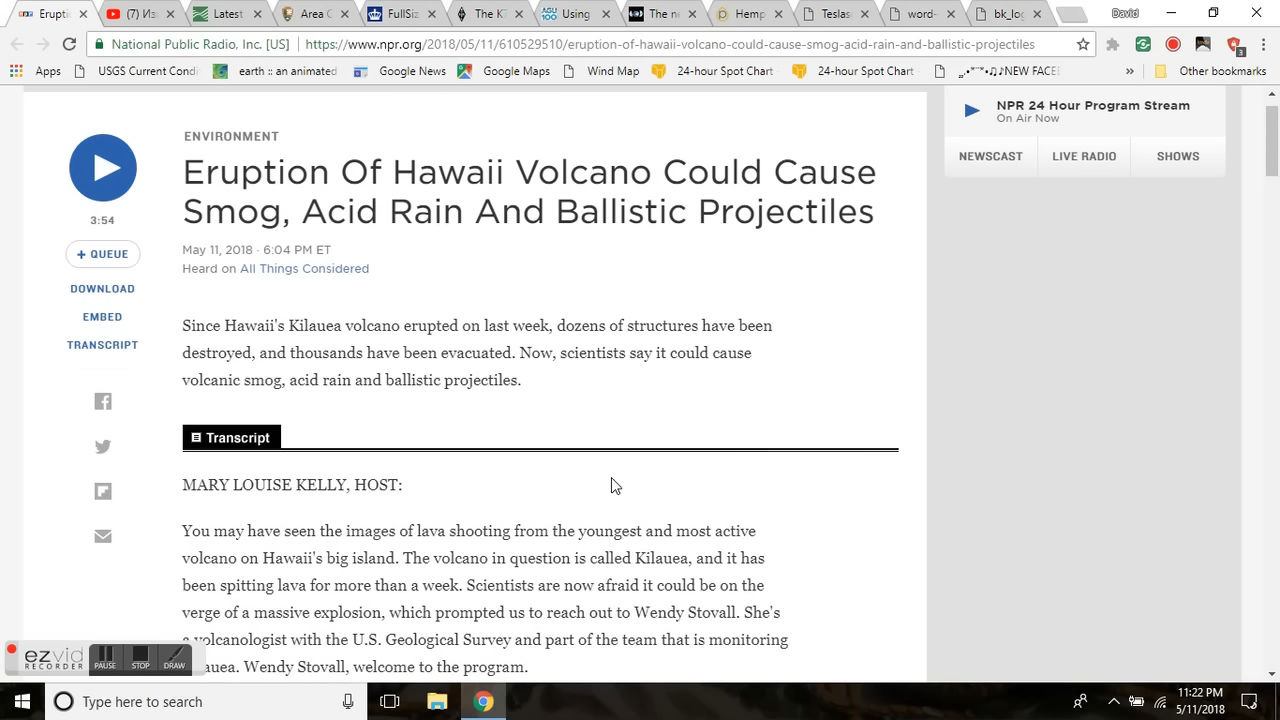 Erupti
(7) Из
Latest
Area C
FullSiz
The Ki
Using
The n
Hemp
Teslas
word-
bk_log
David
National Public Radio, Inc. [US]
https://www.npr.org/2018/05/11/610529510/eruption-of-hawaii-volcano-could-cause-smog-acid-rain-and-ballistic-projectiles
3
Apps
USGS Current Condi
earth :: an animated
Google News
Google Maps
Wind Map
24-hour Spot Chart
24-hour Spot Chart
NEW FACE
»
Other bookmarks
NPR 24 Hour Program Stream
On Air Now
NEWSCAST
LIVE RADIO
SHOWS
ENVIRONMENT
Eruption Of Hawaii Volcano Could Cause
Smog, Acid Rain And Ballistic Projectiles
3:54
May 11, 2018 · 6:04 PM ET
+ QUEUE
Heard on All Things Considered
DOWNLOAD
EMBED
TRANSCRIPT
Since Hawaii's Kilauea volcano erupted on last week, dozens of structures have been
destroyed, and thousands have been evacuated. Now, scientists say it could cause
volcanic smog, acid rain and ballistic projectiles.
Transcript
MARY LOUISE KELLY, HOST:
You may have seen the images of lava shooting from the youngest and most active
volcano on Hawaii's big island. The volcano in question is called Kilauea, and it has
been spitting lava for more than a week. Scientists are now afraid it could be on the
verge of a massive explosion, which prompted us to reach out to Wendy Stovall. She's
a volcanologist with the U.S. Geological Survey and part of the team that is monitoring
auea. Wendy Stovall, welcome to the program.
ezvid
RECORDER
PAUSE
STOP
DRAW
Type here to search
11:22 PM
5/11/2018